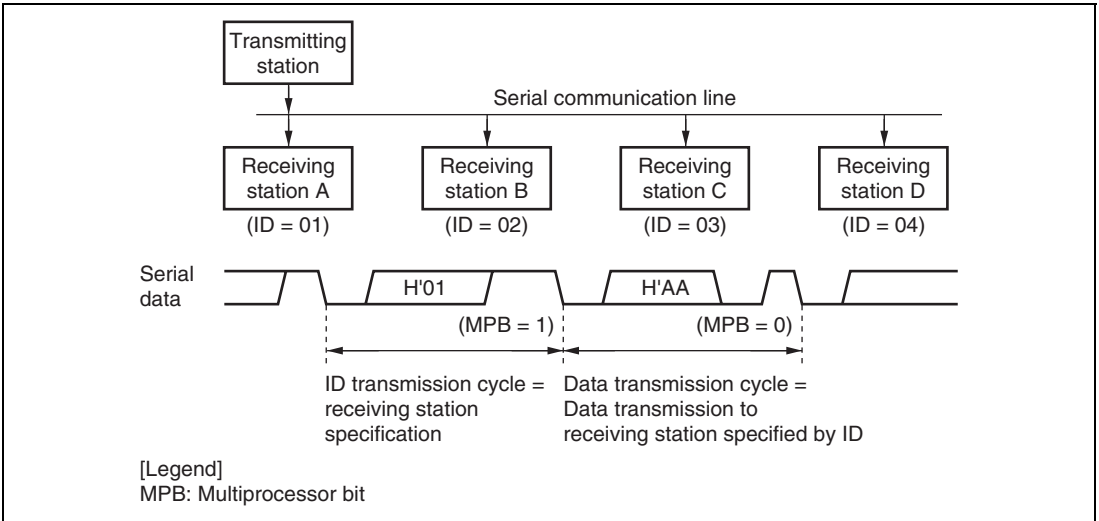 Transmitting
station
Serial communication line
Receiving
station A
Receiving
station B
Receiving
station C
Receiving
station D
(ID = 01)
(ID = 02)
(ID = 03)
(ID = 04)
Serial
data
H'01
H'AA
(MPB = 1)
(MPB = 0)
ID transmission cycle =
receiving station
specification
Data transmission cycle =
Data transmission to
receiving station specified by ID
[Legend]
MPB: Multiprocessor bit